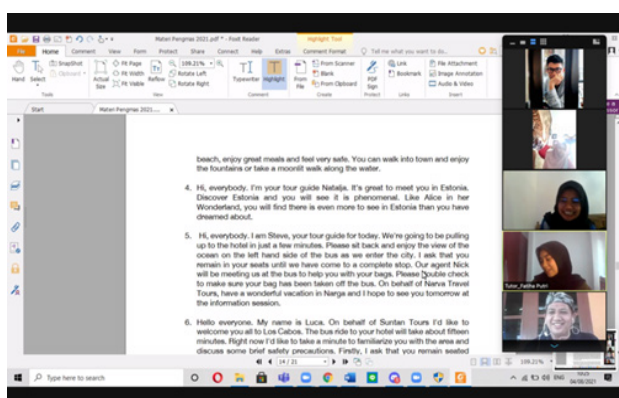 Materi Pengmas 2021.pdf * - Foxit Reader
Highlight Tool
File Home Comment View Form Protect Share Connect Help Extras Comment Format Tell me what you want to do...
Hand Select SnapShot Clipboard Actual Size Fit Page Fit Width Fit Visible Reflow 109.21% Rotate Left Rotate Right Typewriter Highlight From File From Scanner Blank From Clipboard PDF Sign Link Bookmark File Attachment Image Annotation Audio & Video
Tools View Comment Create Protect Links Insert
Start Materi Pengmas 2021....
beach, enjoy great meals and feel very safe. You can walk into town and enjoy
the fountains or take a moonlit walk along the water.
4. Hi, everybody. I'm your tour guide Natalja. It's great to meet you in Estonia.
Discover Estonia and you will see it is phenomenal. Like Alice in her
Wonderland, you will find there is even more to see in Estonia than you have
dreamed about.
5. Hi, everybody. I am Steve, your tour guide for today. We're going to be pulling
up to the hotel in just a few minutes. Please sit back and enjoy the view of the
ocean on the left hand side of the bus as we enter the city. I ask that you
remain in your seats until we have come to a complete stop. Our agent Nick
will be meeting us at the bus to help you with your bags. Please double check
to make sure your bag has been taken off the bus. On behalf of Narva Travel
Tours, have a wonderful vacation in Narga and I hope to see you tomorrow at
the information session.
6. Hello everyone. My name is Luca. On behalf of Suntan Tours I'd like to
welcome you all to Los Cabos. The bus ride to your hotel will take about fifteen
minutes. Right now I'd like to take a minute to familiarize you with the area and
discuss some brief safety precautions. Firstly, I ask that you remain seated
Tutor_Fatiha Putri
14 / 21
109.21%
Type here to search
ENG
04/08/2021